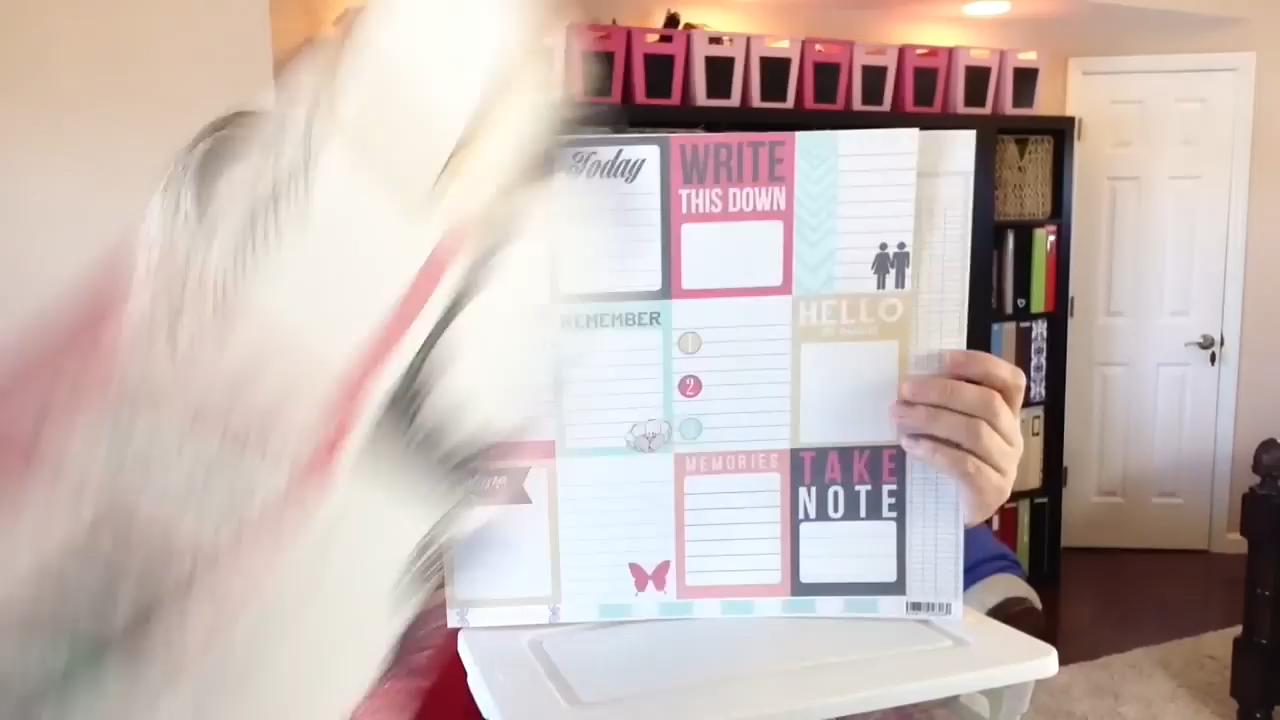 Today
WRITE
THIS DOWN
REMEMBER
1
2
HELLO
MEMORIES
TAKE
NOTE